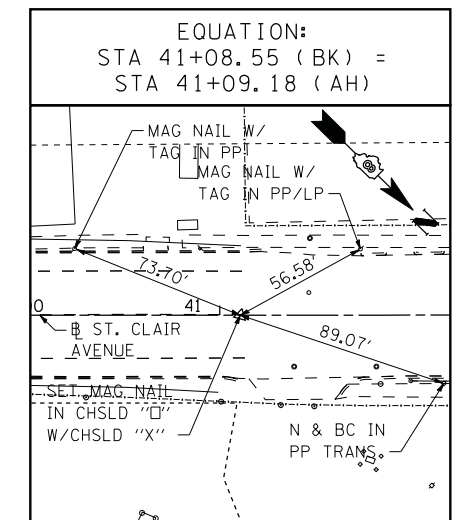 EQUATION:
STA 41+08.55 (BK) =
STA 41+09.18 (AH)
MAG NAIL W/
TAG IN PP
MAG NAIL W/
TAG IN PP/LP
73.70'
56.58'
0
41
89.07'
BL ST. CLAIR
AVENUE
SET MAG NAIL
IN CHSLD "□"
W/CHSLD "X"
N & BC IN
PP TRANS.